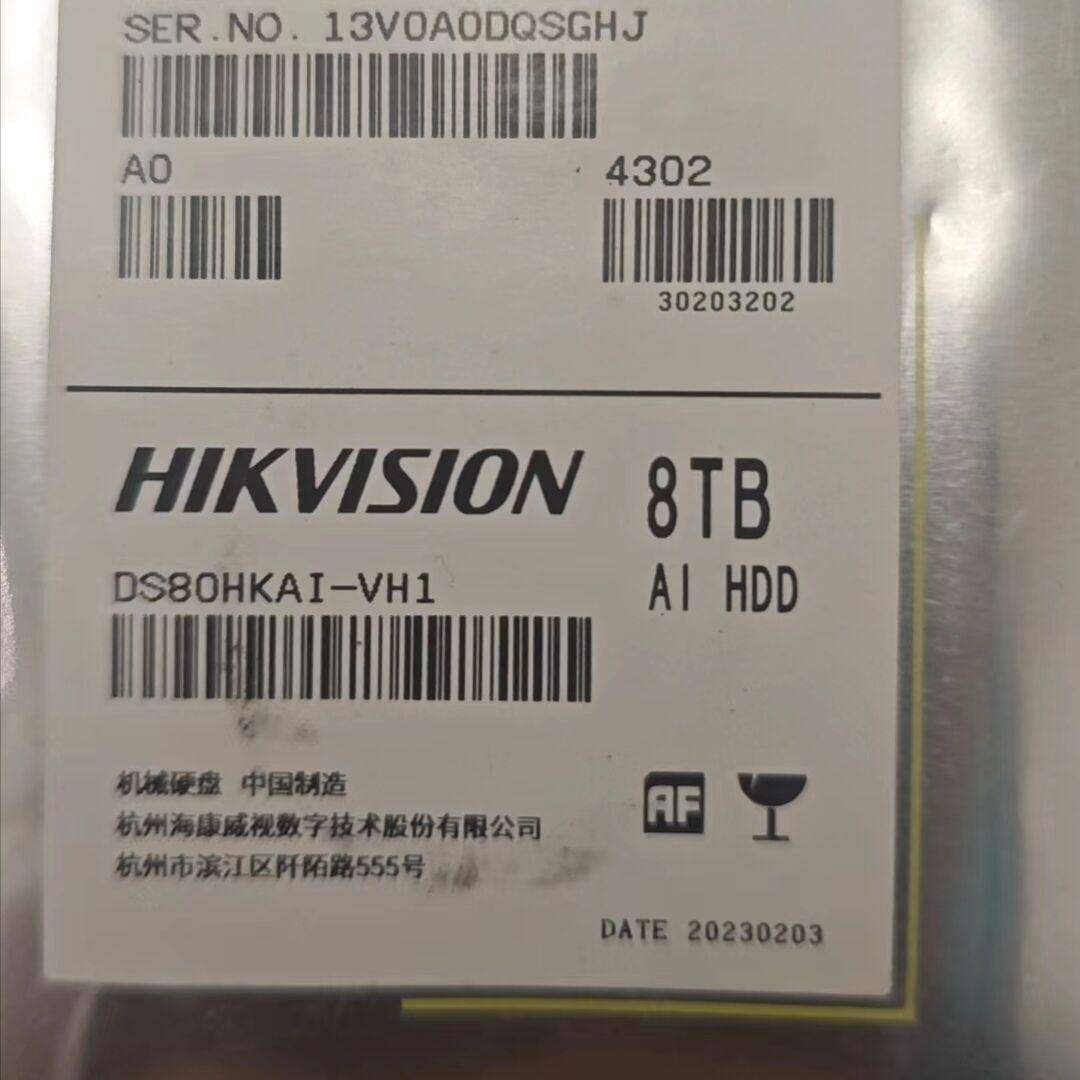 SER.NO. 13V0A0DQSGHJ
A0
4302
30203202
HIKVISION
8TB
DS80HKAI-VH1
AI HDD
机械硬盘 中国制造
杭州海康威视数字技术股份有限公司
杭州市滨江区阡陌路555号
AF
DATE 20230203